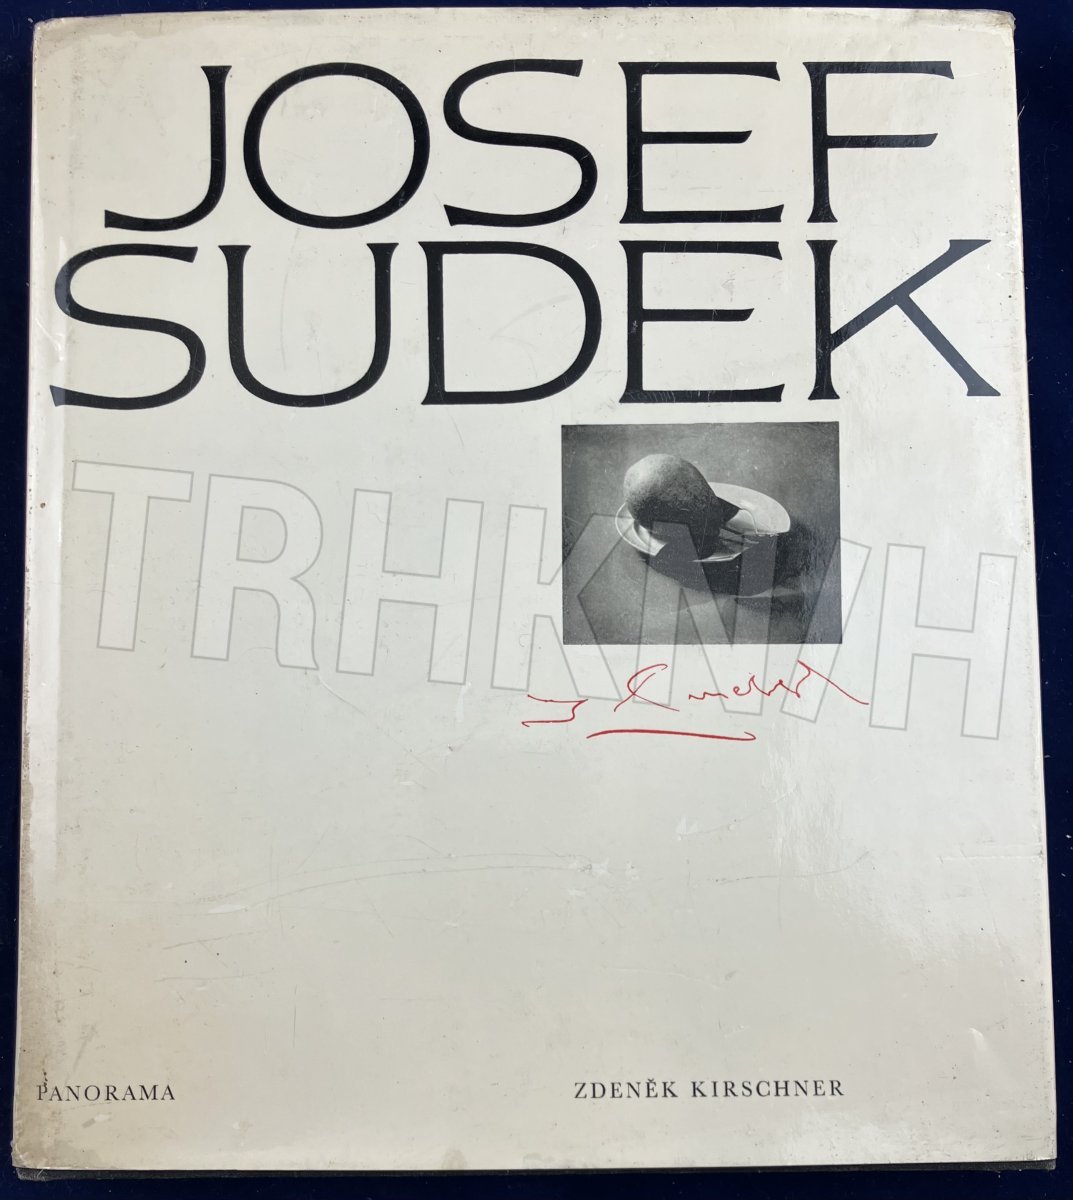 JOSEF
SUDEK
TRHKNIH
PANORAMA
ZDENĚK KIRSCHNER